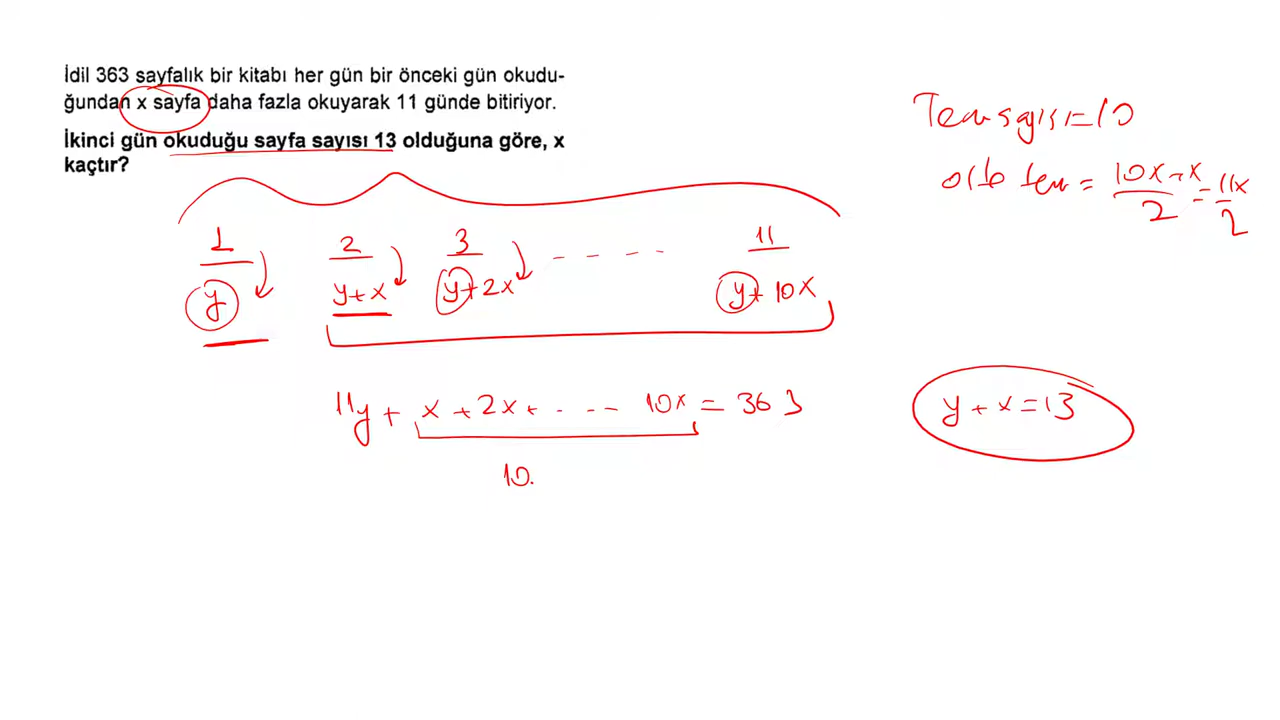 İdil 363 sayfalık bir kitabı her gün bir önceki gün okudu-
ğundan x sayfa daha fazla okuyarak 11 günde bitiriyor.
İkinci gün okuduğu sayfa sayısı 13 olduğuna göre, x
kaçtır?
Ter sayısı = 10
orta ter = 10x+x/2 = 11x/2
1 2 3 - - - - - - - 11
y y+x y+2x y+10x
11y + x + 2x + . . - - - 10x = 363
y + x = 13
10.